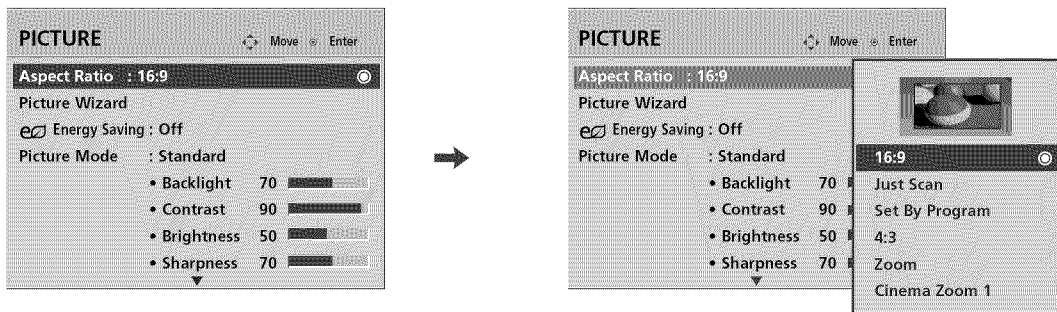 PICTURE
Move Enter
Aspect Ratio : 16:9
Picture Wizard
e Energy Saving : Off
Picture Mode : Standard
• Backlight 70
• Contrast 90
• Brightness 50
• Sharpness 70
PICTURE
Move Enter
Aspect Ratio : 16:9
Picture Wizard
e Energy Saving : Off
Picture Mode : Standard
• Backlight 70
• Contrast 90
• Brightness 50
• Sharpness 70
16:9
Just Scan
Set By Program
4:3
Zoom
Cinema Zoom 1